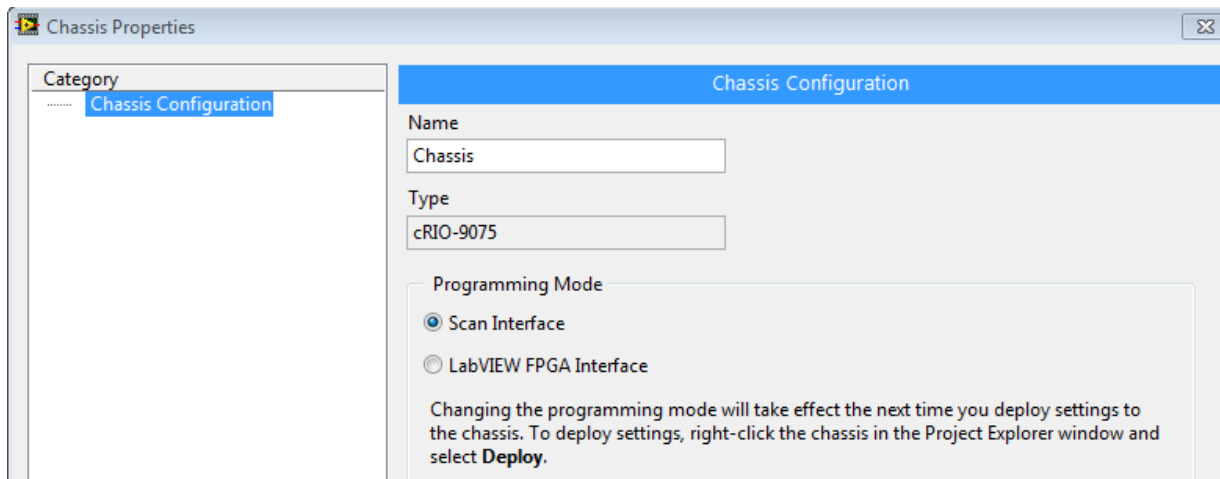 Chassis Properties
Category
Chassis Configuration
Chassis Configuration
Name
Chassis
Type
cRIO-9075
Programming Mode
Scan Interface
LabVIEW FPGA Interface
Changing the programming mode will take effect the next time you deploy settings to
the chassis. To deploy settings, right-click the chassis in the Project Explorer window and
select Deploy.